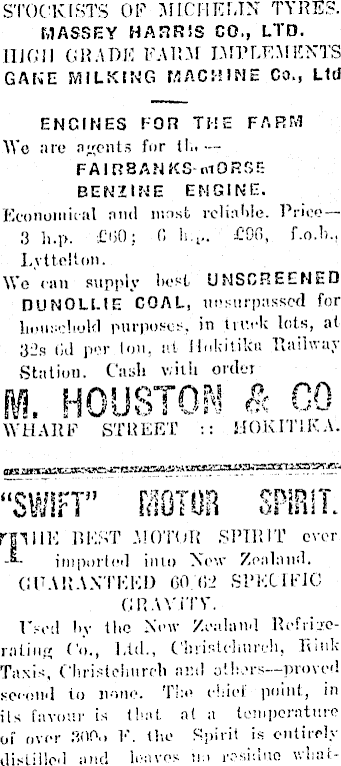 STOCKISTS OF MICHELIN TYRES.
MASSEY HARRIS CO., LTD.
HIGH GRADE FARM IMPLEMENTS
GANE MILKING MACHINE Co., Ltd
ENGINES FOR THE FARM
We are agents for the —
FAIRBANKS-MORSE
BENZINE ENGINE.
Economical and most reliable. Price—
3 h.p. £60; 6 h.p. £96, f.o.b.,
Lyttelton.
We can supply best UNSCREENED
DUNOLLIE COAL, unsurpassed for
household purposes, in truck lots, at
32s 6d per ton, at Hokitika Railway
Station. Cash with order
M. HOUSTON & CO
WHARF STREET :: HOKITIKA.
"SWIFT" MOTOR SPIRIT.
THE BEST MOTOR SPIRIT ever
imported into New Zealand.
GUARANTEED 60/62 SPECIFIC
GRAVITY.
Used by the New Zealand Refrige-
rating Co., Ltd., Christchurch, Rink
Taxis, Christchurch and others—proved
second to none. The chief point, in
its favour is that at a temperature
of over 300o F. the Spirit is entirely
distilled and leaves no residue what-